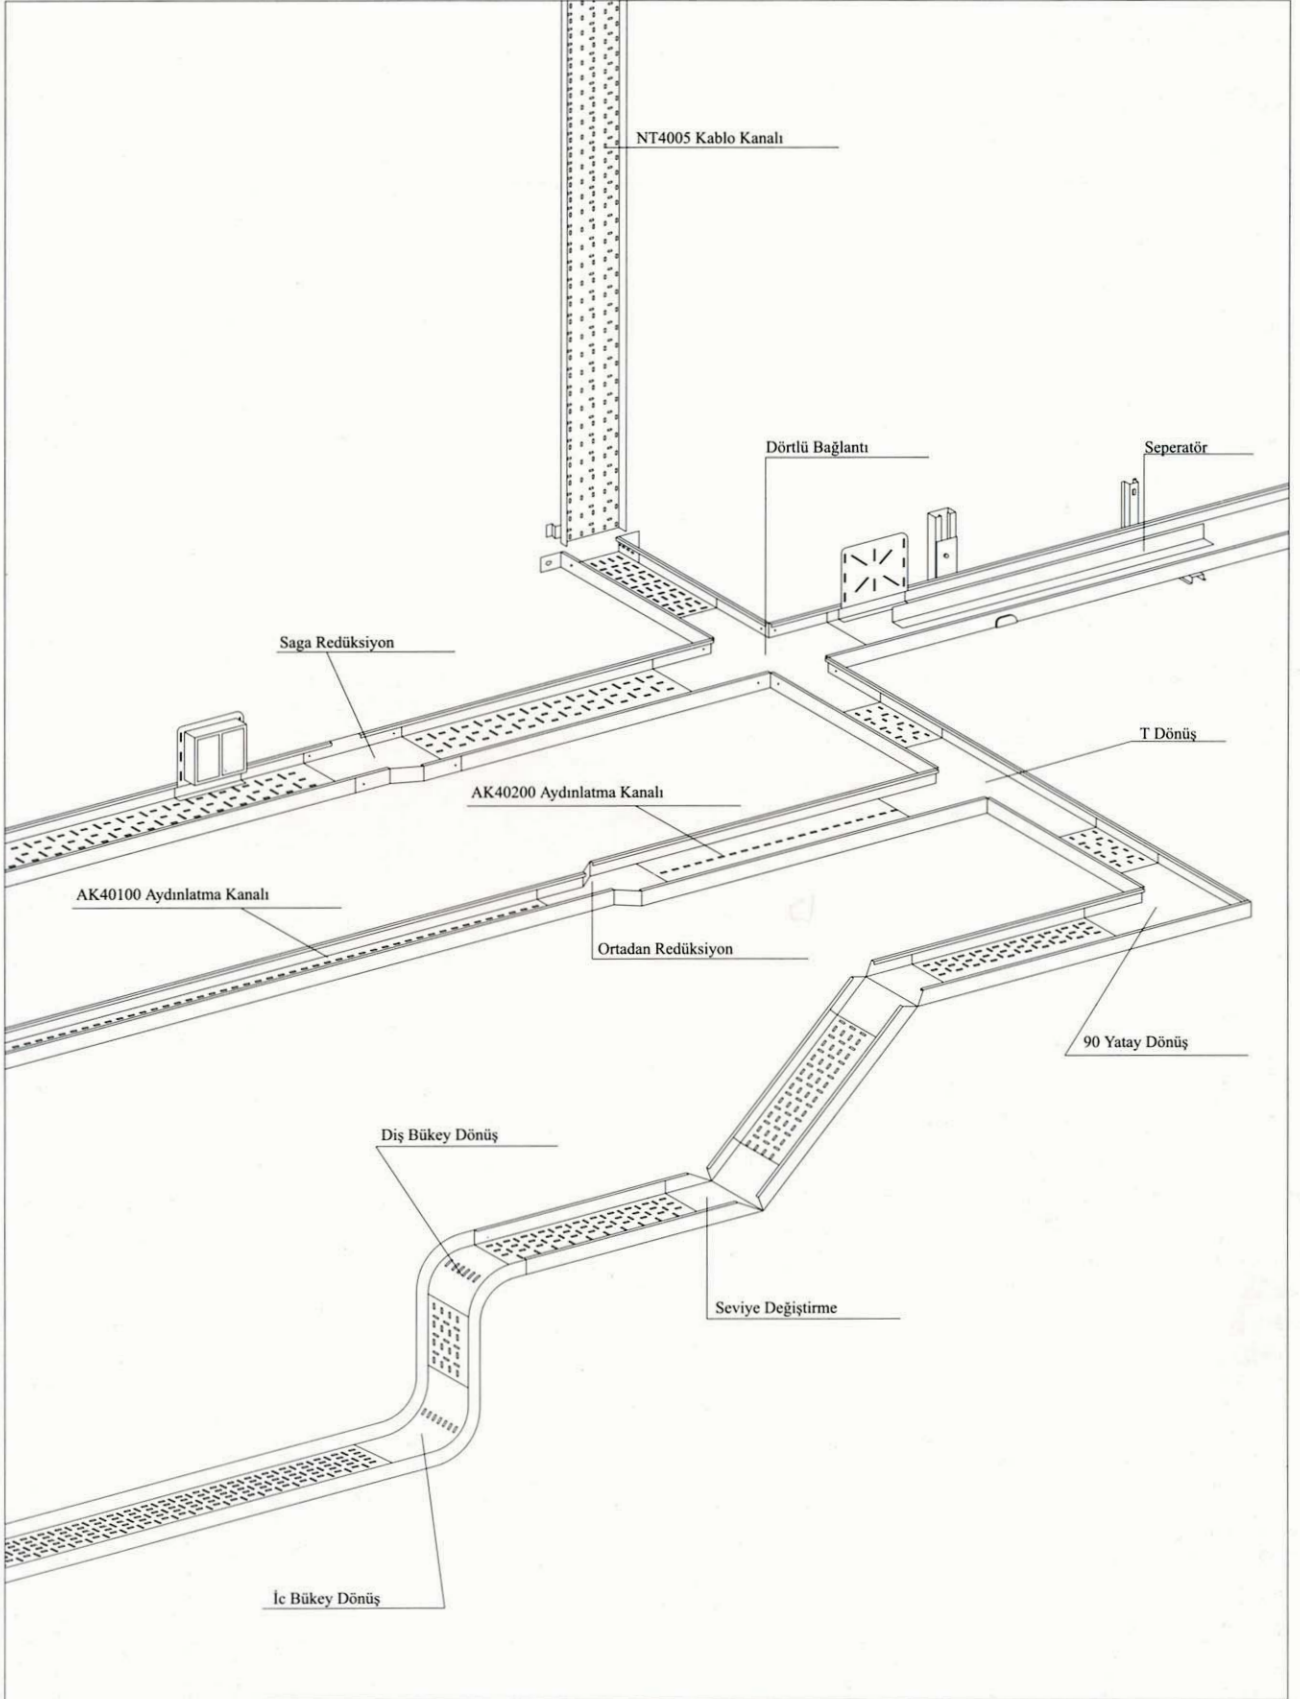 NT4005 Kablo Kanalı
Dörtlü Bağlantı
Seperatör
Saga Redüksiyon
T Dönüş
AK40200 Aydınlatma Kanalı
AK40100 Aydınlatma Kanalı
Ortadan Redüksiyon
90 Yatay Dönüş
Diş Bükey Dönüş
Seviye Değiştirme
İc Bükey Dönüş